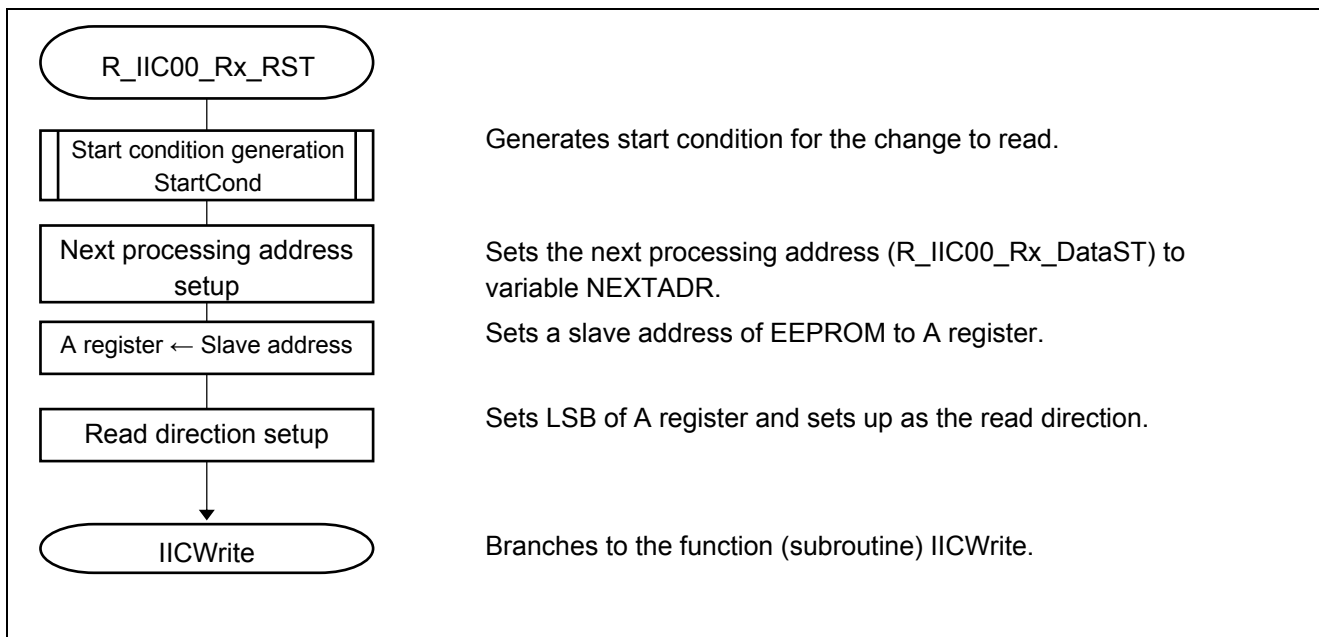 R_IIC00_Rx_RST
Start condition generation
StartCond
Generates start condition for the change to read.
Next processing address
setup
Sets the next processing address (R_IIC00_Rx_DataST) to
variable NEXTADR.
A register ← Slave address
Sets a slave address of EEPROM to A register.
Read direction setup
Sets LSB of A register and sets up as the read direction.
IICWrite
Branches to the function (subroutine) IICWrite.